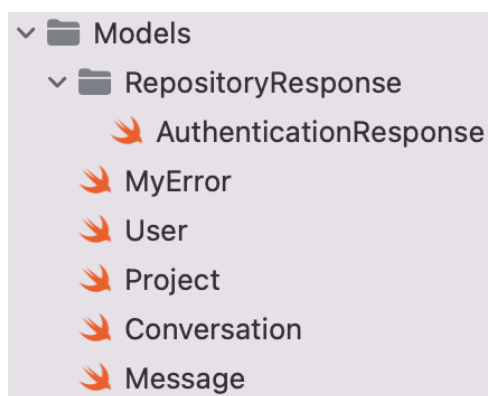 Models
RepositoryResponse
AuthenticationResponse
MyError
User
Project
Conversation
Message